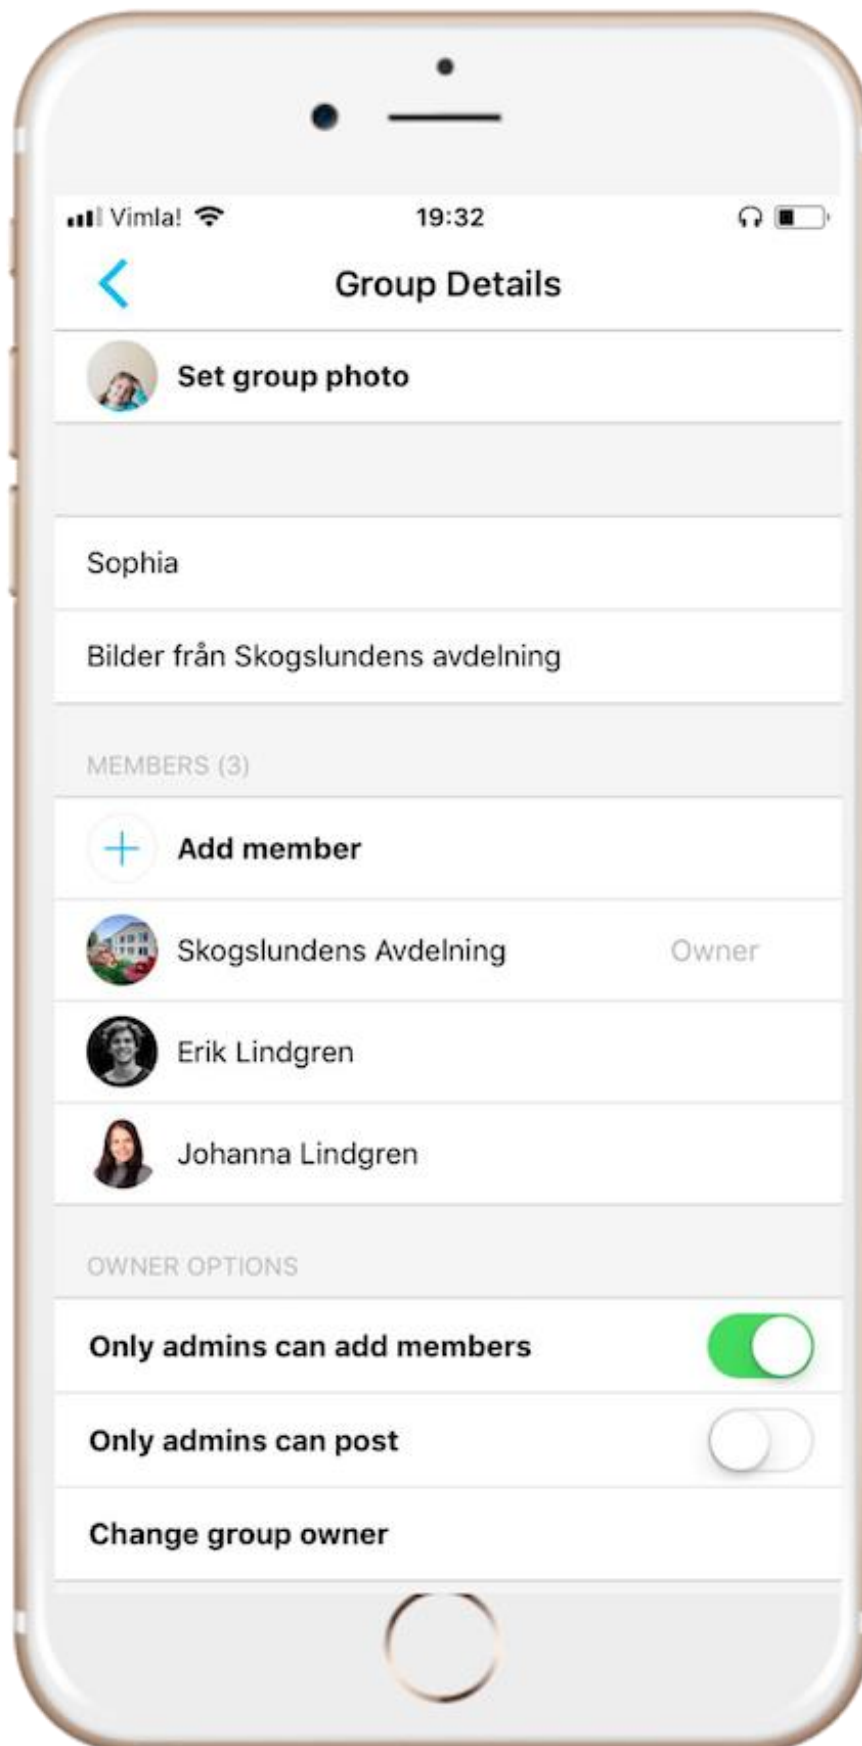 Vimla!
19:32
Group Details
Set group photo
Sophia
Bilder från Skogslundens avdelning
MEMBERS (3)
Add member
Skogslundens Avdelning
Owner
Erik Lindgren
Johanna Lindgren
OWNER OPTIONS
Only admins can add members
Only admins can post
Change group owner